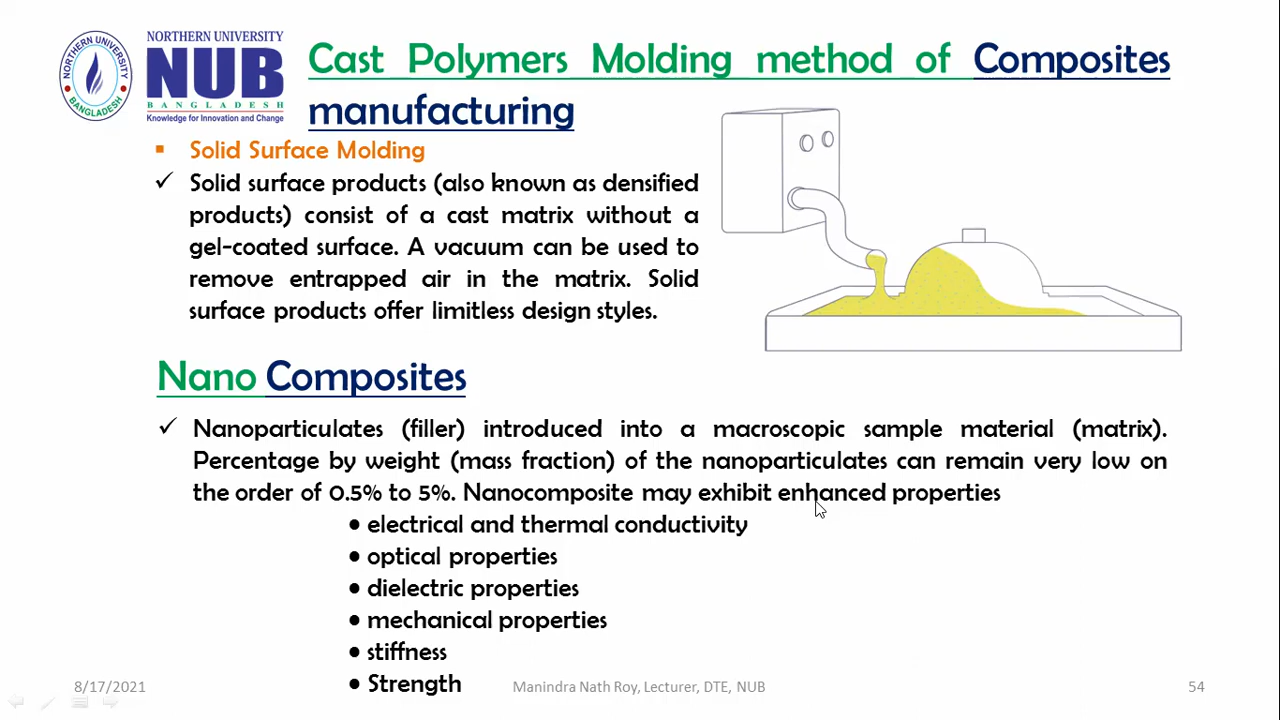 NORTHERN UNIVERSITY
BANGLADESH
NORTHERN UNIVERSITY
NUB
BANGLADESH
Knowledge for Innovation and Change
Cast Polymers Molding method of Composites
manufacturing
▪ Solid Surface Molding
✓ Solid surface products (also known as densified
products) consist of a cast matrix without a
gel-coated surface. A vacuum can be used to
remove entrapped air in the matrix. Solid
surface products offer limitless design styles.
Nano Composites
✓ Nanoparticulates (filler) introduced into a macroscopic sample material (matrix).
Percentage by weight (mass fraction) of the nanoparticulates can remain very low on
the order of 0.5% to 5%. Nanocomposite may exhibit enhanced properties
• electrical and thermal conductivity
• optical properties
• dielectric properties
• mechanical properties
• stiffness
• Strength
8/17/2021
Manindra Nath Roy, Lecturer, DTE, NUB
54